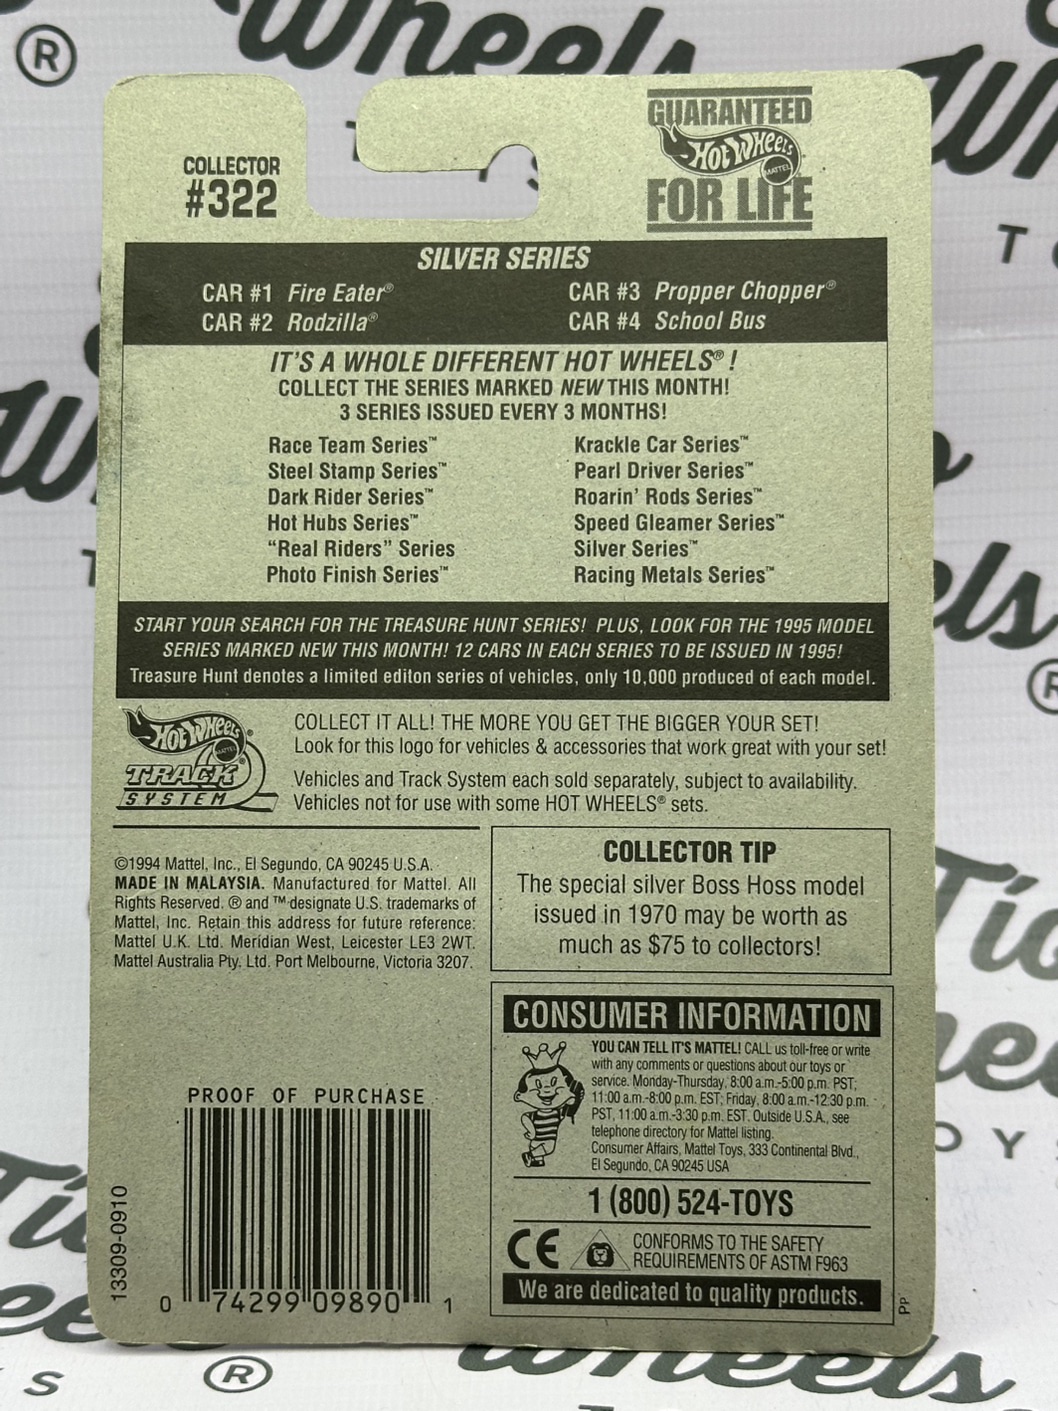 COLLECTOR
#322
GUARANTEED
HOT WHEELS
MATTEL
FOR LIFE
SILVER SERIES
CAR #1 Fire Eater®
CAR #2 Rodzilla®
CAR #3 Propper Chopper®
CAR #4 School Bus
IT'S A WHOLE DIFFERENT HOT WHEELS® !
COLLECT THE SERIES MARKED NEW THIS MONTH!
3 SERIES ISSUED EVERY 3 MONTHS!
Race Team Series™
Steel Stamp Series™
Dark Rider Series™
Hot Hubs Series™
“Real Riders” Series
Photo Finish Series™
Krackle Car Series™
Pearl Driver Series™
Roarin' Rods Series™
Speed Gleamer Series™
Silver Series™
Racing Metals Series™
START YOUR SEARCH FOR THE TREASURE HUNT SERIES! PLUS, LOOK FOR THE 1995 MODEL
SERIES MARKED NEW THIS MONTH! 12 CARS IN EACH SERIES TO BE ISSUED IN 1995!
Treasure Hunt denotes a limited editon series of vehicles, only 10,000 produced of each model.
HOT WHEELS®
MATTEL
TRACK®
SYSTEM
COLLECT IT ALL! THE MORE YOU GET THE BIGGER YOUR SET!
Look for this logo for vehicles & accessories that work great with your set!
Vehicles and Track System each sold separately, subject to availability.
Vehicles not for use with some HOT WHEELS® sets.
©1994 Mattel, Inc., El Segundo, CA 90245 U.S.A.
MADE IN MALAYSIA. Manufactured for Mattel. All
Rights Reserved. ® and ™ designate U.S. trademarks of
Mattel, Inc. Retain this address for future reference:
Mattel U.K. Ltd. Meridian West, Leicester LE3 2WT.
Mattel Australia Pty. Ltd. Port Melbourne, Victoria 3207.
COLLECTOR TIP
The special silver Boss Hoss model
issued in 1970 may be worth as
much as $75 to collectors!
PROOF OF PURCHASE
0 74299 09890 1
13309-0910
CONSUMER INFORMATION
YOU CAN TELL IT'S MATTEL! CALL us toll-free or write
with any comments or questions about our toys or
service. Monday-Thursday, 8:00 a.m.-5:00 p.m. PST;
11:00 a.m.-8:00 p.m. EST; Friday, 8:00 a.m.-12:30 p.m.
PST, 11:00 a.m.-3:30 p.m. EST. Outside U.S.A., see
telephone directory for Mattel listing.
Consumer Affairs, Mattel Toys, 333 Continental Blvd.,
El Segundo, CA 90245 USA
1 (800) 524-TOYS
CE
CONFORMS TO THE SAFETY
REQUIREMENTS OF ASTM F963
We are dedicated to quality products.
PP
Wheels
®